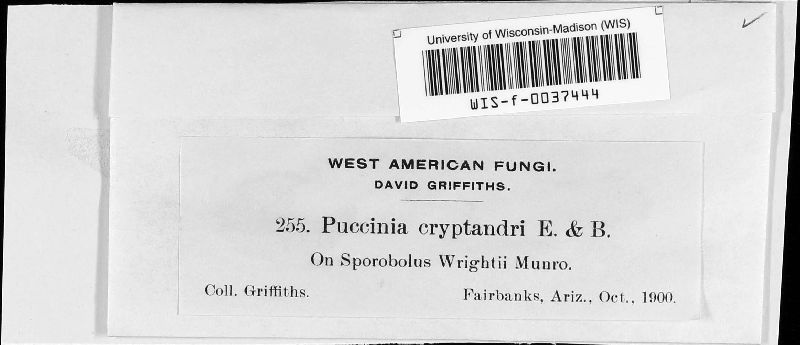 University of Wisconsin-Madison (WIS)
WIS-f-0037444
WEST AMERICAN FUNGI.
DAVID GRIFFITHS.
255. Puccinia cryptandri E. & B.
On Sporobolus Wrightii Munro.
Coll. Griffiths. Fairbanks, Ariz., Oct., 1900.